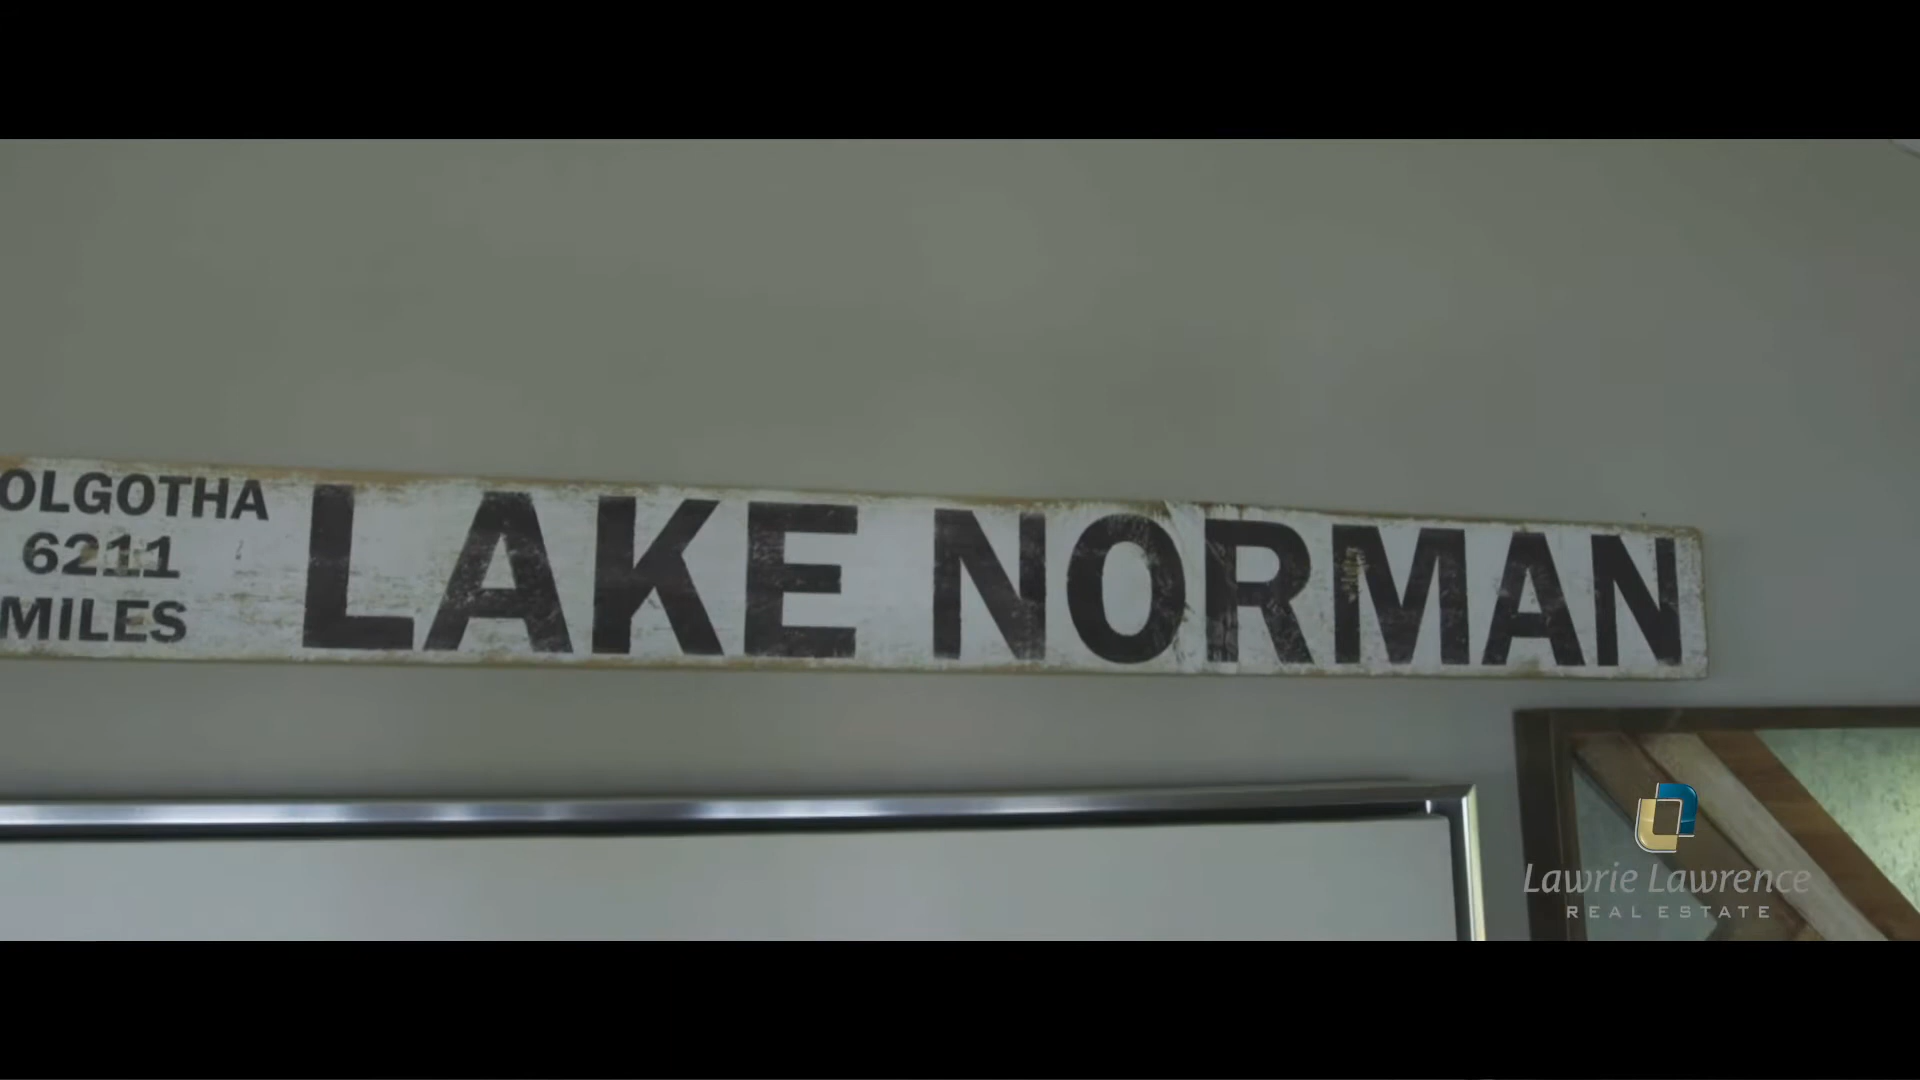 OLGOTHA
6211
MILES
LAKE NORMAN
Lawrie Lawrence
REAL ESTATE